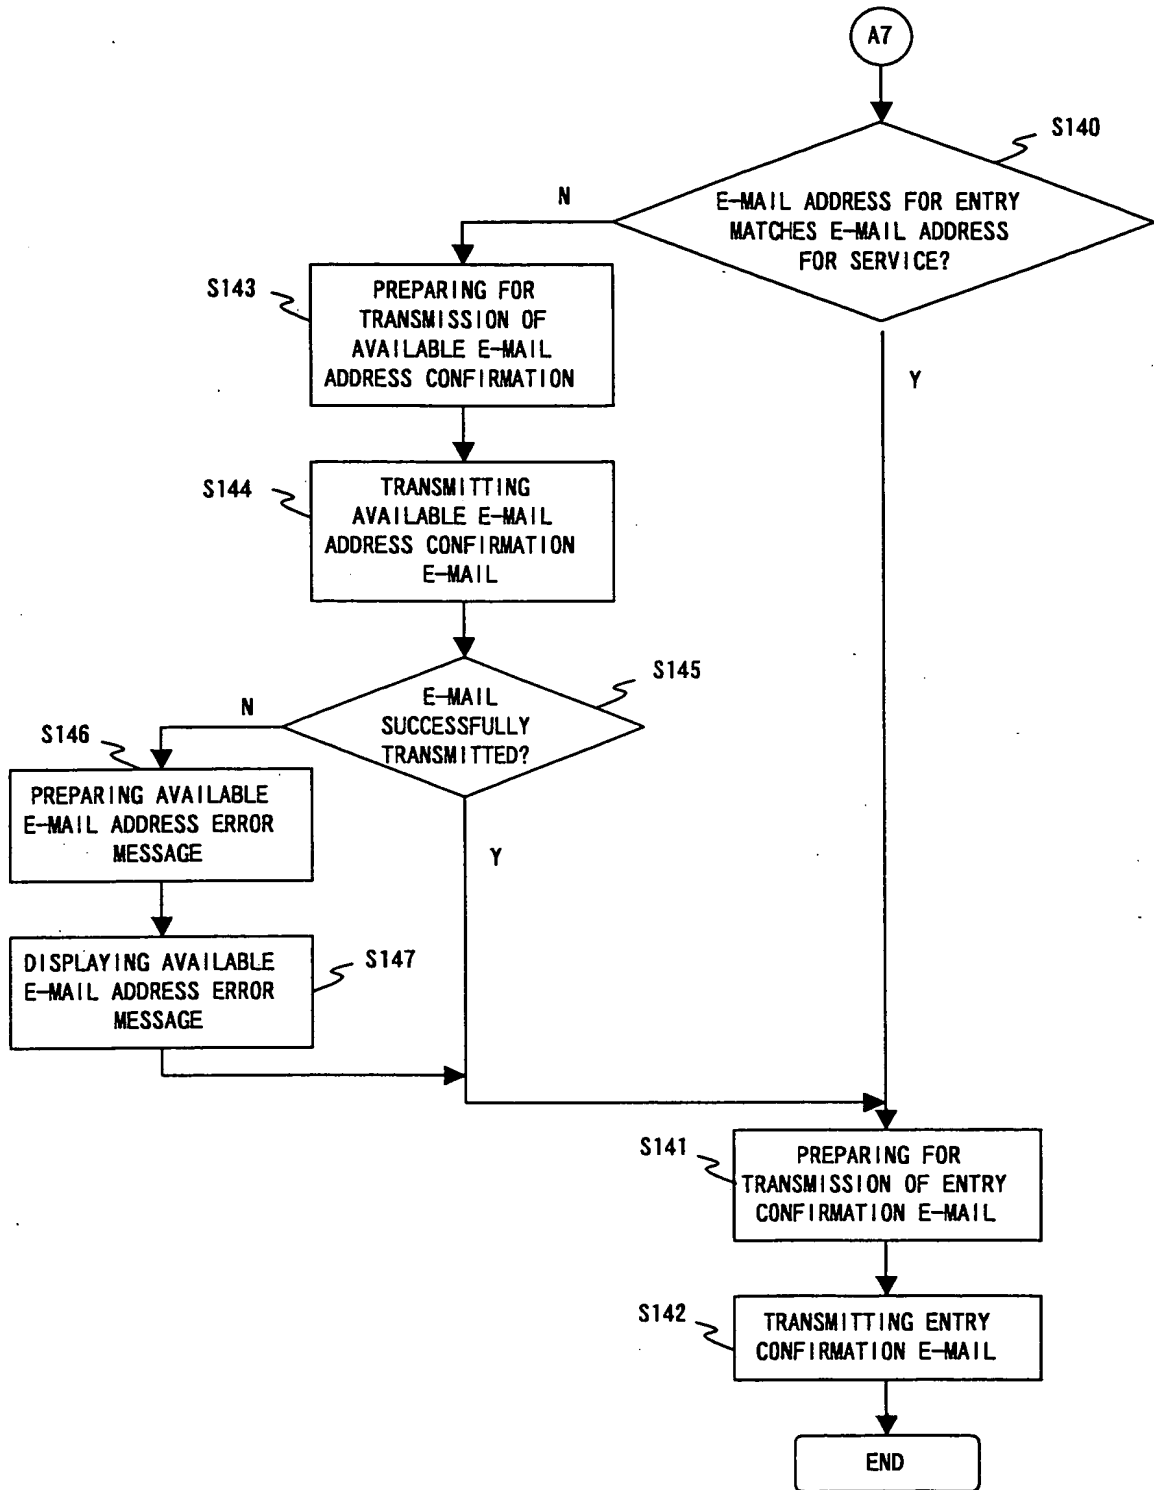 A7
S140
E-MAIL ADDRESS FOR ENTRY
MATCHES E-MAIL ADDRESS
FOR SERVICE?
N
Y
S143
PREPARING FOR
TRANSMISSION OF
AVAILABLE E-MAIL
ADDRESS CONFIRMATION
S144
TRANSMITTING
AVAILABLE E-MAIL
ADDRESS CONFIRMATION
E-MAIL
S145
E-MAIL
SUCCESSFULLY
TRANSMITTED?
N
Y
S146
PREPARING AVAILABLE
E-MAIL ADDRESS ERROR
MESSAGE
S147
DISPLAYING AVAILABLE
E-MAIL ADDRESS ERROR
MESSAGE
S141
PREPARING FOR
TRANSMISSION OF ENTRY
CONFIRMATION E-MAIL
S142
TRANSMITTING ENTRY
CONFIRMATION E-MAIL
END